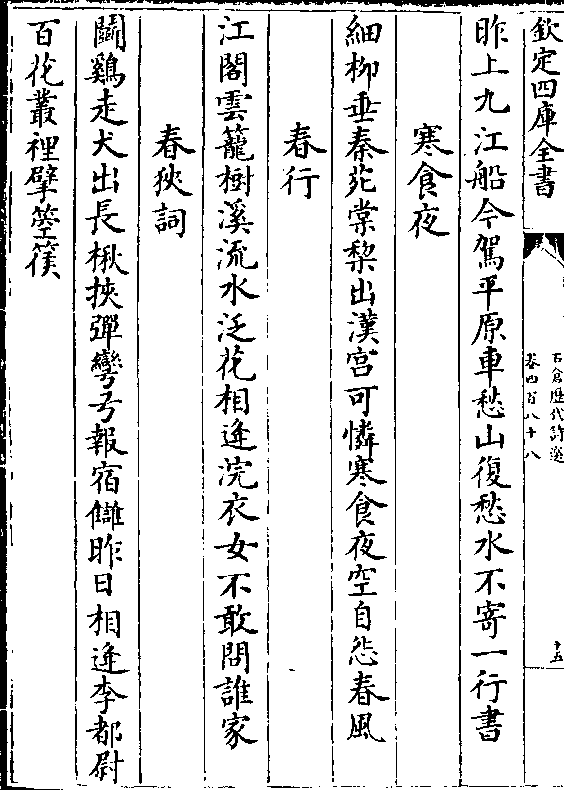 欽定四庫全書
石倉歴代詩選
卷四百八十八
十五
昨上九江船今駕平原車愁山復愁水不寄一行書
寒食夜
細柳垂秦苑棠棃出漢宮可憐寒食夜空自怨春風
春行
江閣雲籠樹溪流水泛花相逢浣衣女不敢問誰家
春狹詞
鬭鷄走犬出長楸挾彈彎弓報宿讎昨日相逢李都尉
百花叢裡擘箜篌